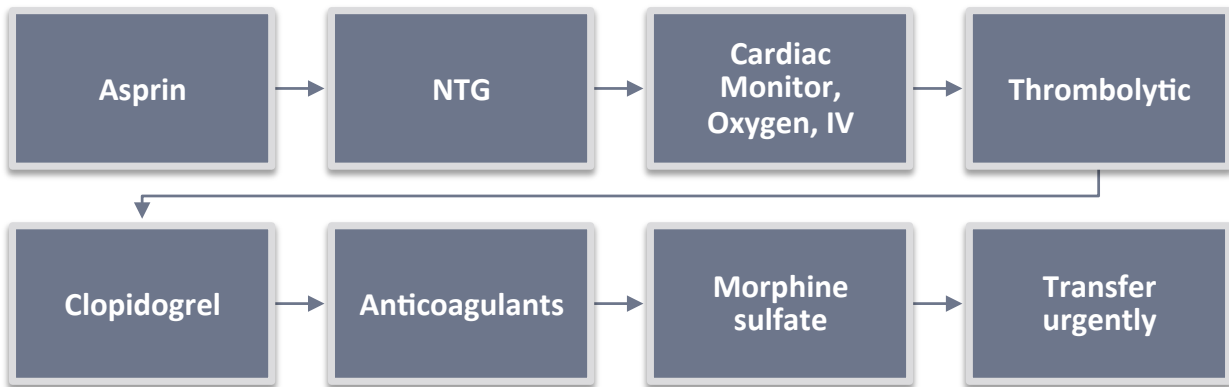 Asprin
NTG
Cardiac
Monitor,
Oxygen, IV
Thrombolytic
Clopidogrel
Anticoagulants
Morphine
sulfate
Transfer
urgently